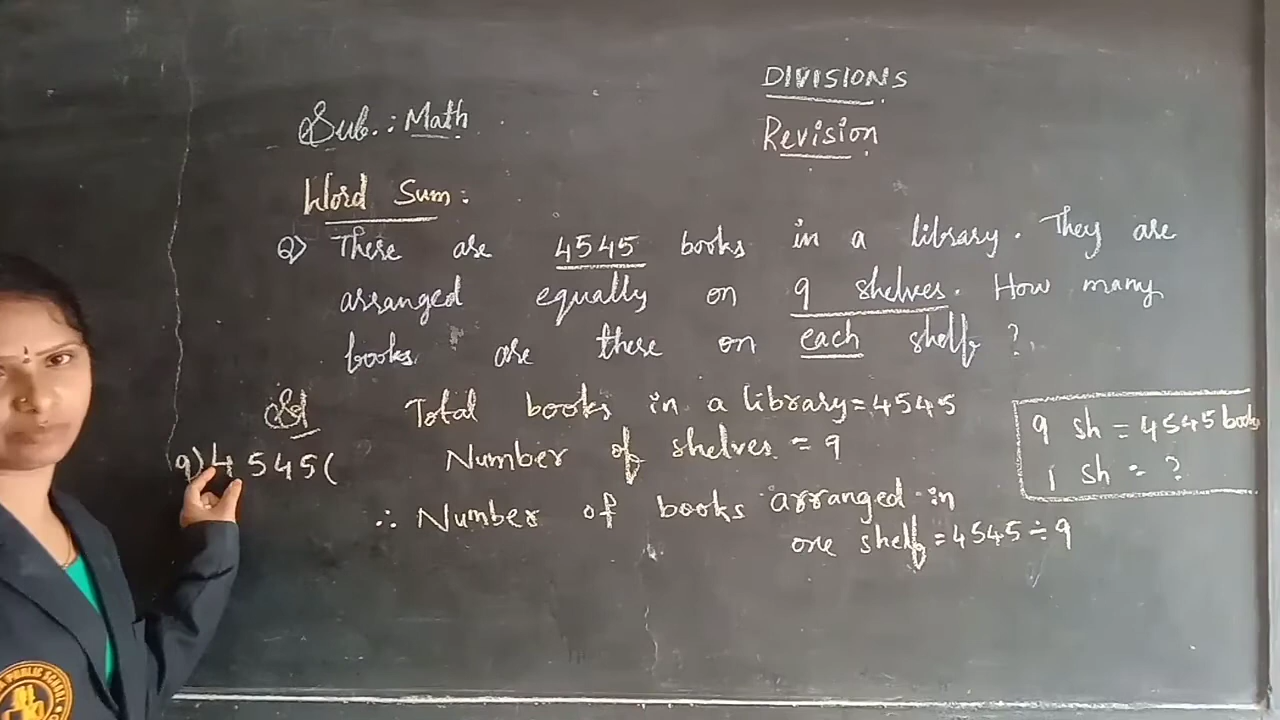 DIVISIONS
Sub.: Math
Revision
Word Sum:
Q> There are 4545 books in a library. They are
arranged equally on 9 shelves. How many
books are there on each shelf ?
Sol
Total books in a library=4545
9 sh = 4545 books
Number of shelves = 9
1 sh = ?
9)4545(
∴ Number of books arranged in
one shelf=4545÷9
PUBLIC SCHOOL